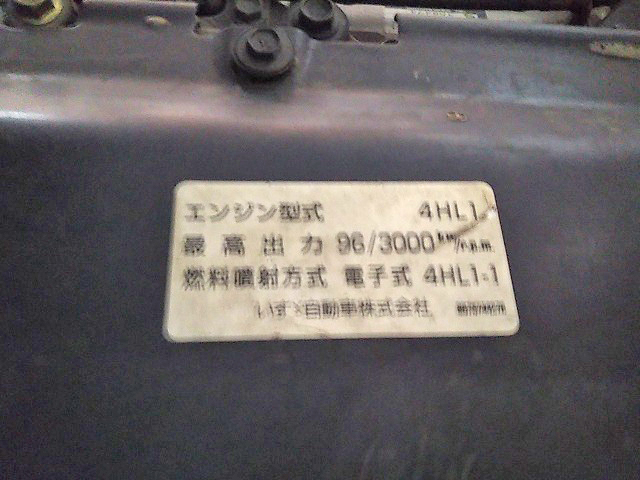 エンジン型式 4HL1
最高出力 96/3000 kw/r.p.m.
燃料噴射方式 電子式 4HL1-1
いすゞ自動車株式会社